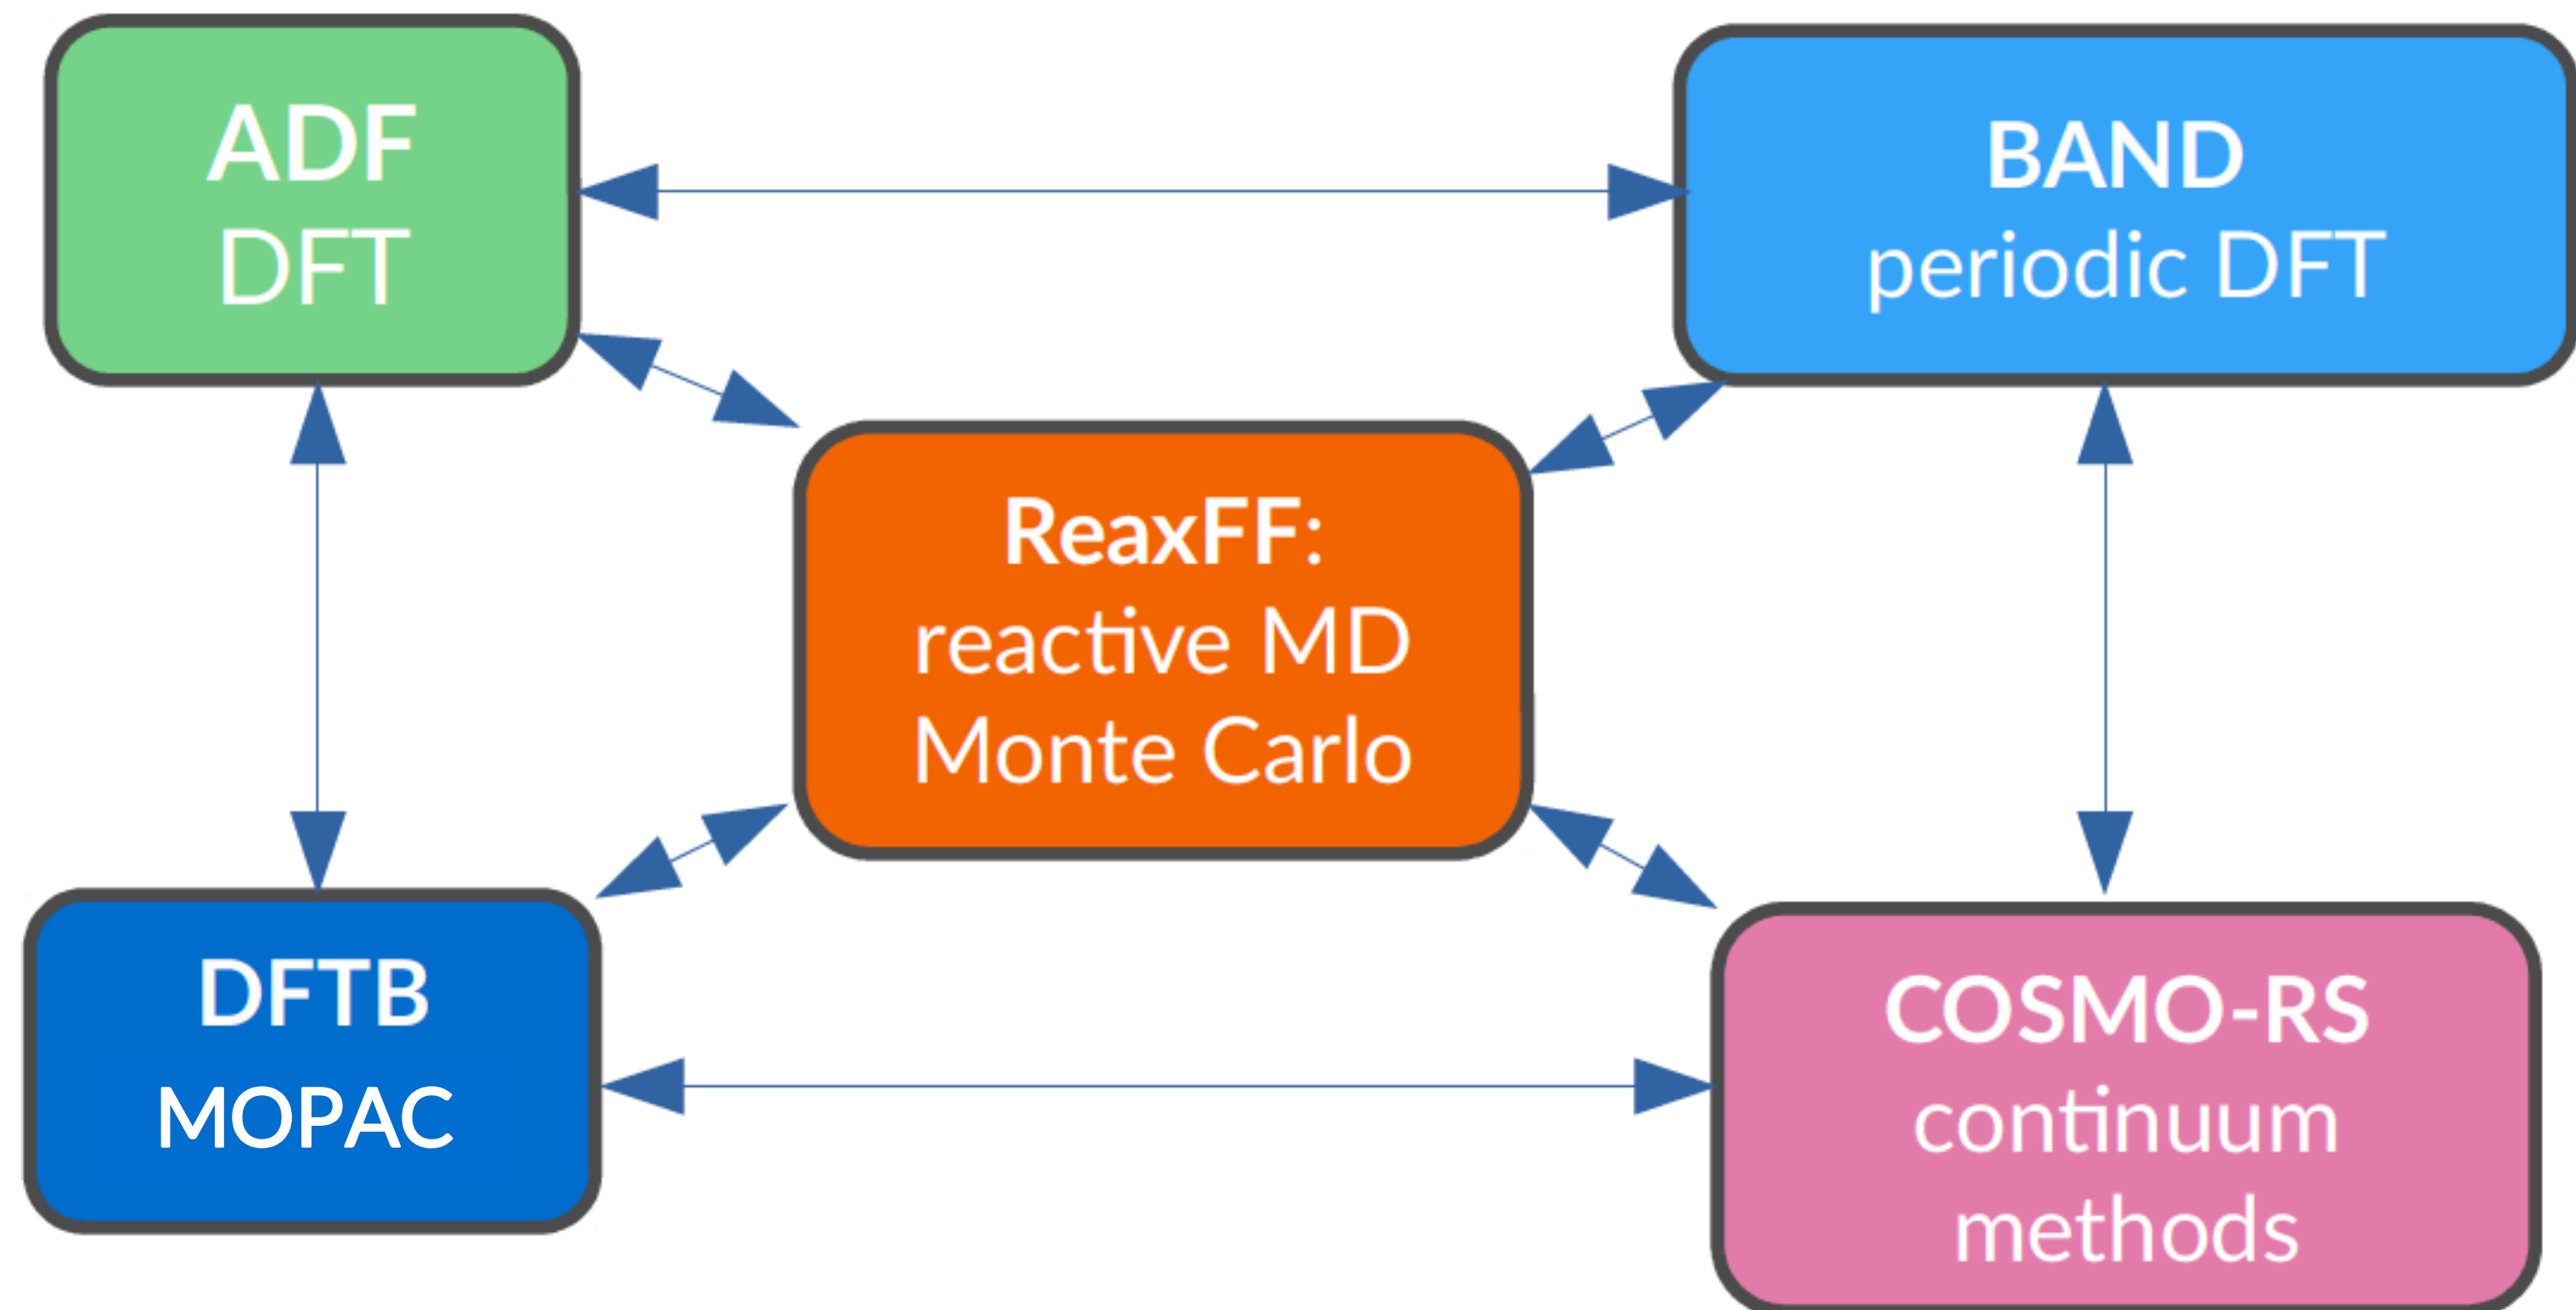 ADF
DFT
BAND
periodic DFT
ReaxFF:
reactive MD
Monte Carlo
DFTB
MOPAC
COSMO-RS
continuum
methods